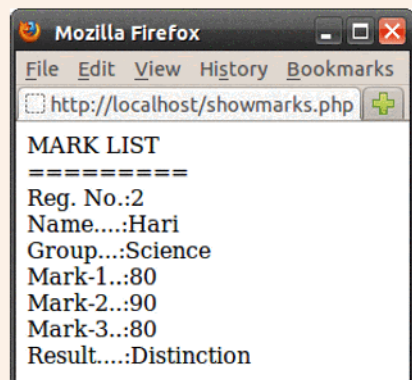 Mozilla Firefox
File Edit View History Bookmarks
http://localhost/showmarks.php
MARK LIST
=========
Reg. No.:2
Name....:Hari
Group...:Science
Mark-1..:80
Mark-2..:90
Mark-3..:80
Result....:Distinction